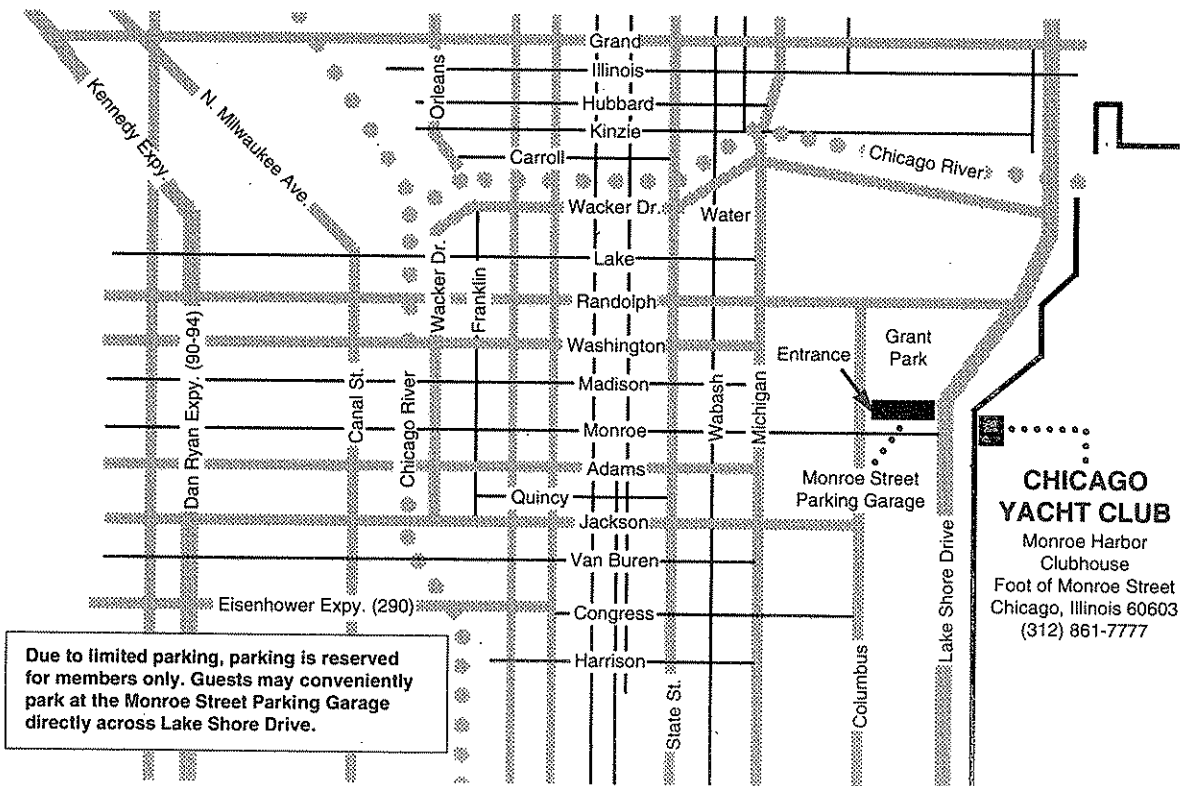 Grand
Illinois
Orleans
Hubbard
Kennedy Expy.
N. Milwaukee Ave.
Kinzie
Carroll
Chicago River
Wacker Dr.
Water
Wacker Dr.
Lake
Franklin
Randolph
Grant
Park
Washington
Entrance
Dan Ryan Expy. (90-94)
Canal St.
Chicago River
Madison
Wabash
Michigan
Monroe
Adams
Monroe Street
Parking Garage
Quincy
Jackson
CHICAGO
YACHT CLUB
Monroe Harbor
Clubhouse
Foot of Monroe Street
Chicago, Illinois 60603
(312) 861-7777
Van Buren
Eisenhower Expy. (290)
Congress
Harrison
State St.
Columbus
Lake Shore Drive
Due to limited parking, parking is reserved
for members only. Guests may conveniently
park at the Monroe Street Parking Garage
directly across Lake Shore Drive.